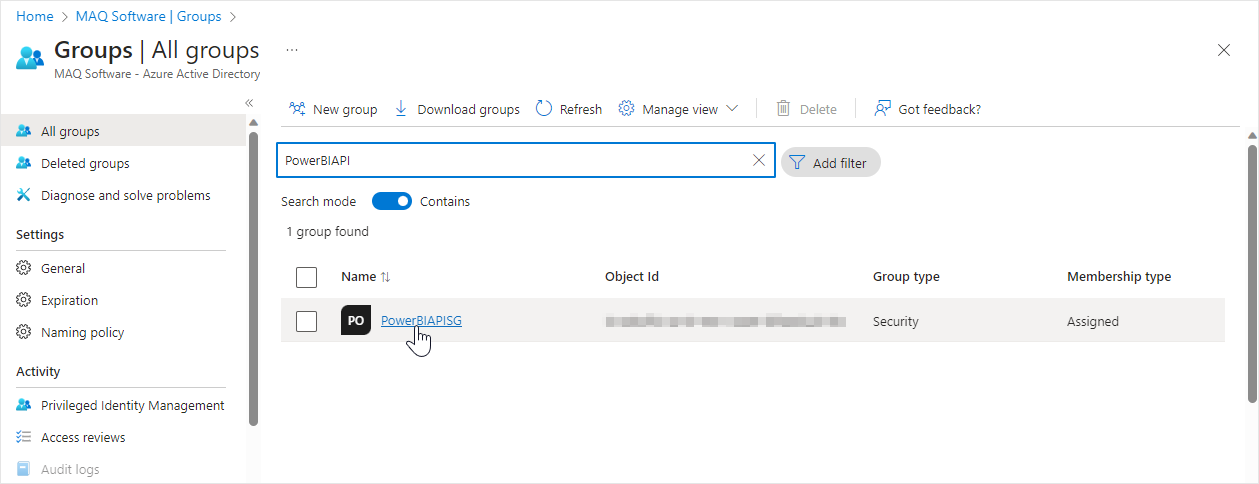 Home > MAQ Software | Groups >
Groups | All groups ...
MAQ Software - Azure Active Directory
«
All groups
Deleted groups
Diagnose and solve problems
Settings
General
Expiration
Naming policy
Activity
Privileged Identity Management
Access reviews
Audit logs
New group Download groups Refresh Manage view Delete Got feedback?
PowerBIAPI
Add filter
Search mode Contains
1 group found
Name ↑↓ Object Id Group type Membership type
PO PowerBIAPISG Security Assigned